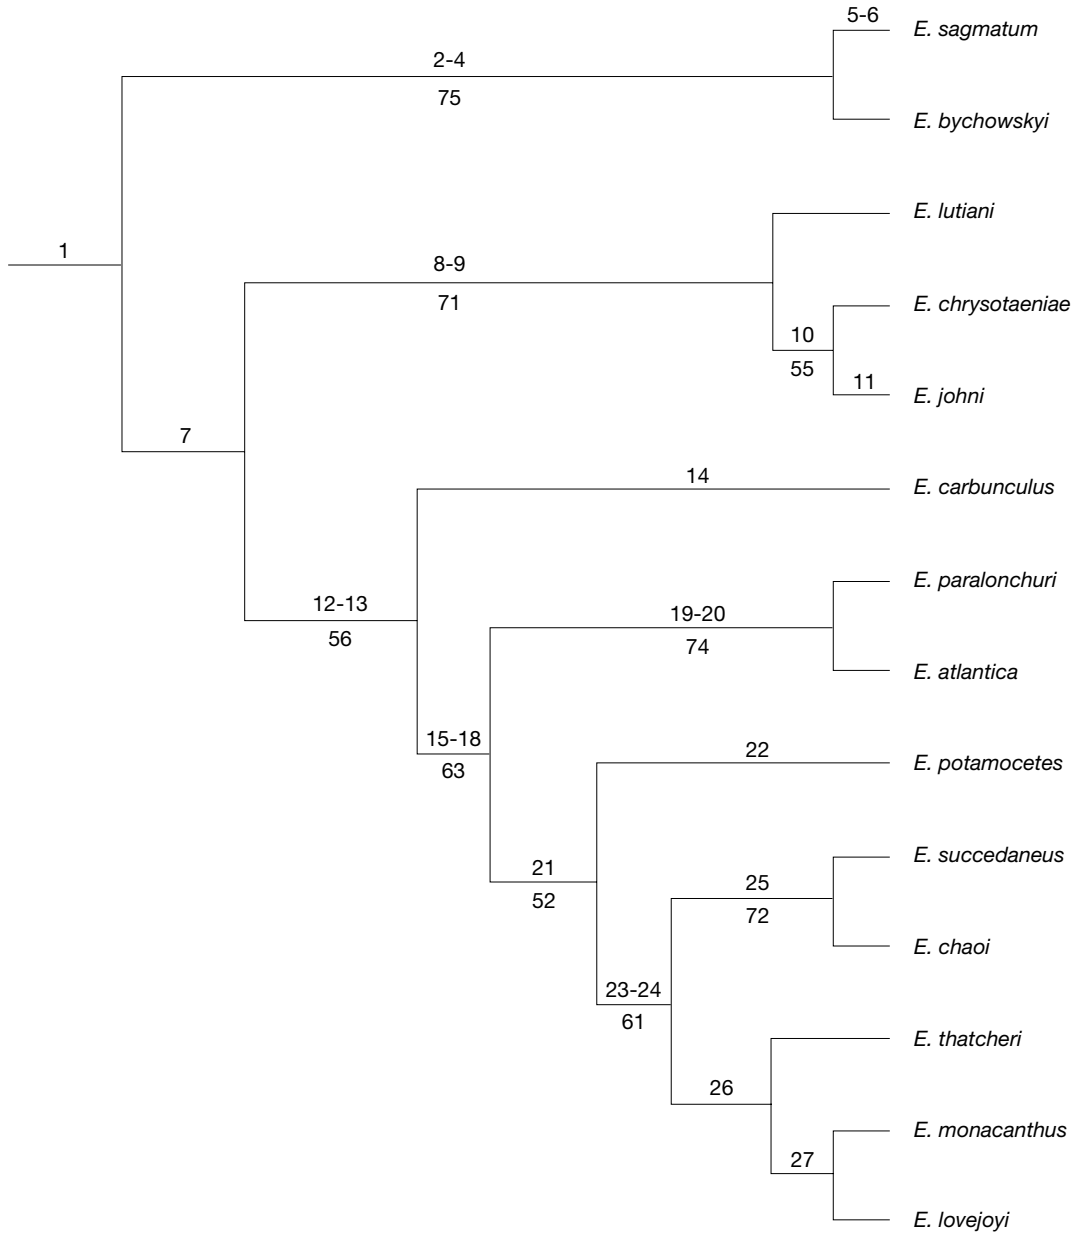 5-6
E. sagmatum
2-4
75
E. bychowskyi
E. lutiani
1
8-9
71
E. chrysotaeniae
10
55
11
E. johni
7
14
E. carbunculus
E. paralonchuri
12-13
56
19-20
74
E. atlantica
15-18
63
22
E. potamocetes
21
52
E. succedaneus
25
72
E. chaoi
23-24
61
E. thatcheri
26
E. monacanthus
27
E. lovejoyi